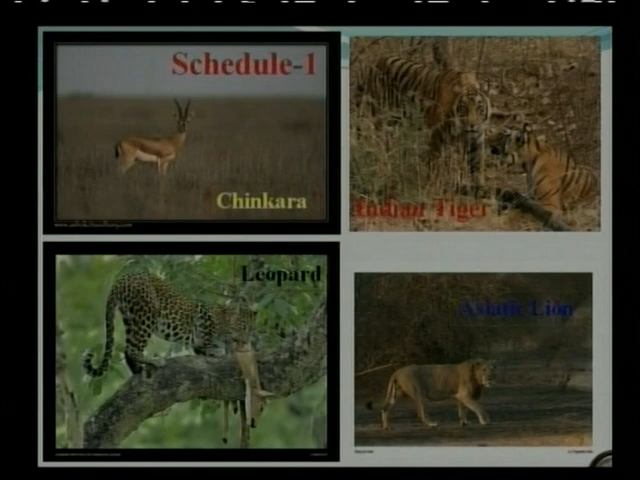 Schedule-1
Chinkara
Indian Tiger
Leopard
Asiatic Lion